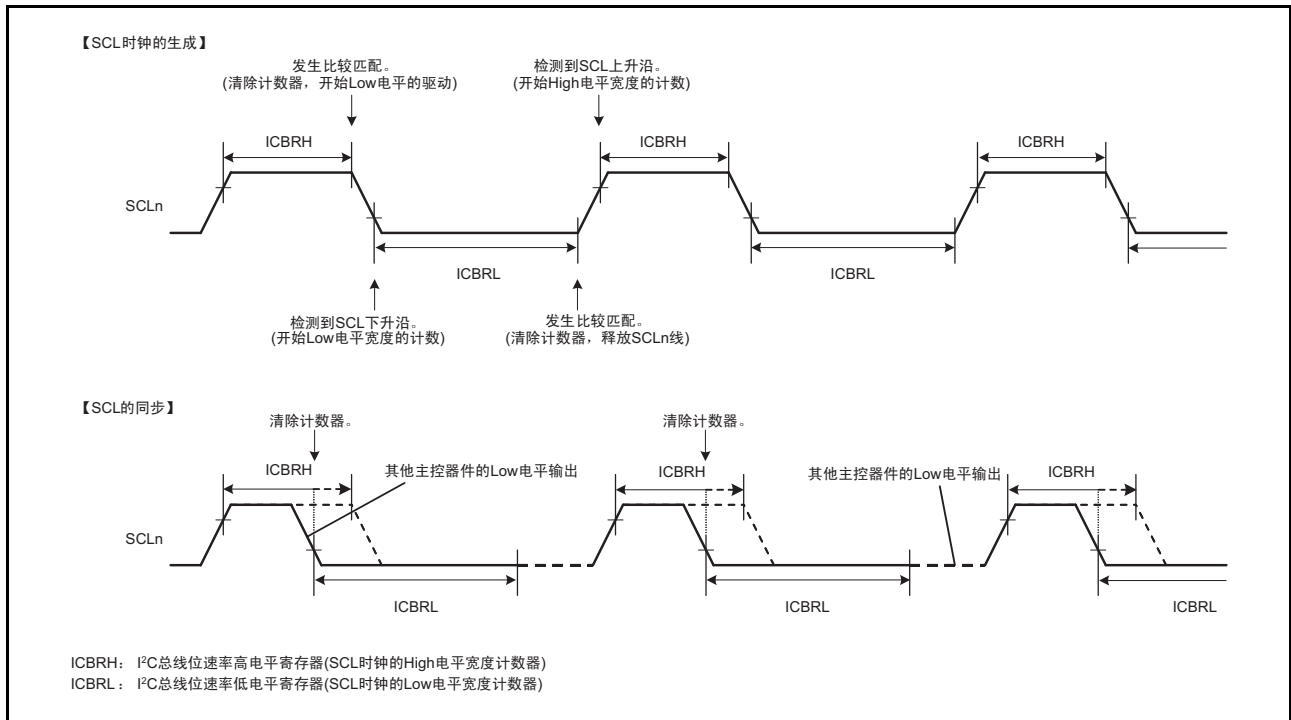 【SCL时钟的生成】
发生比较匹配。
(清除计数器，开始Low电平的驱动)
检测到SCL上升沿。
(开始High电平宽度的计数)
ICBRH
ICBRH
ICBRH
SCLn
ICBRL
ICBRL
检测到SCL下升沿。
(开始Low电平宽度的计数)
发生比较匹配。
(清除计数器，释放SCLn线)
【SCL的同步】
清除计数器。
清除计数器。
ICBRH
其他主控器件的Low电平输出
ICBRH
其他主控器件的Low电平输出
ICBRH
SCLn
ICBRL
ICBRL
ICBRL
ICBRH： I²C总线位速率高电平寄存器(SCL时钟的High电平宽度计数器)
ICBRL： I²C总线位速率低电平寄存器(SCL时钟的Low电平宽度计数器)